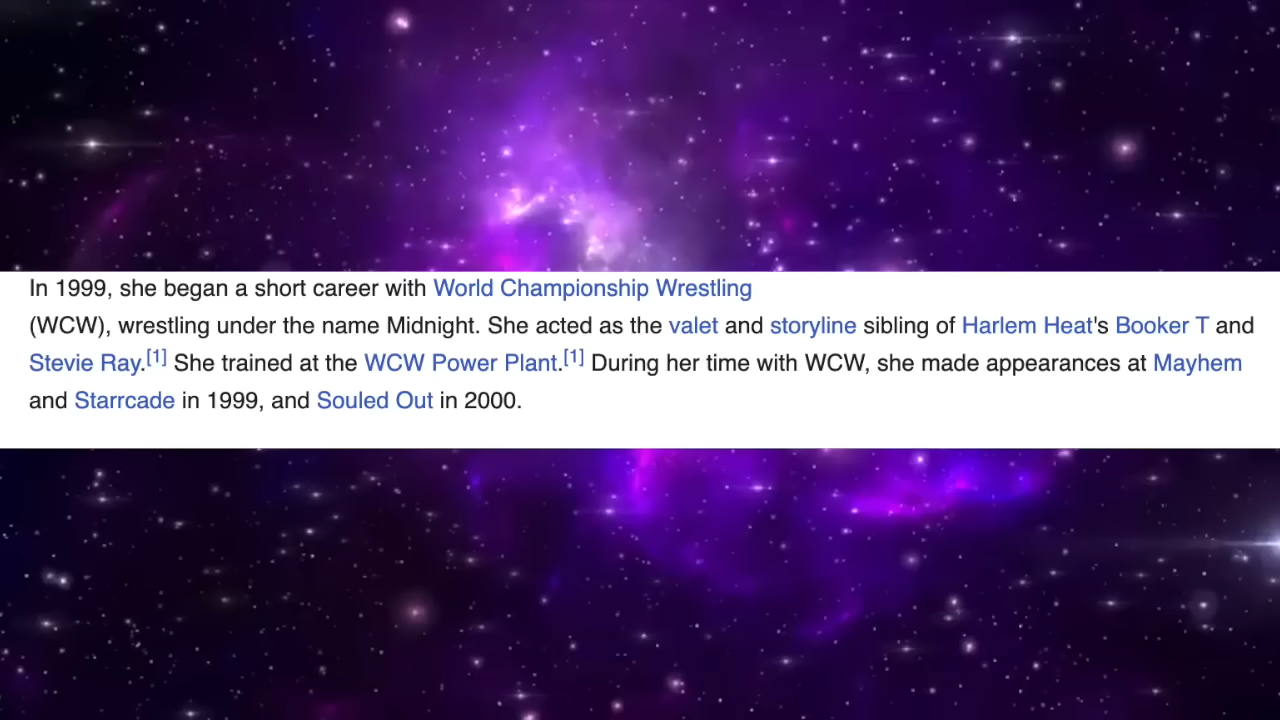 In 1999, she began a short career with World Championship Wrestling
(WCW), wrestling under the name Midnight. She acted as the valet and storyline sibling of Harlem Heat's Booker T and
Stevie Ray.[1] She trained at the WCW Power Plant.[1] During her time with WCW, she made appearances at Mayhem
and Starrcade in 1999, and Souled Out in 2000.